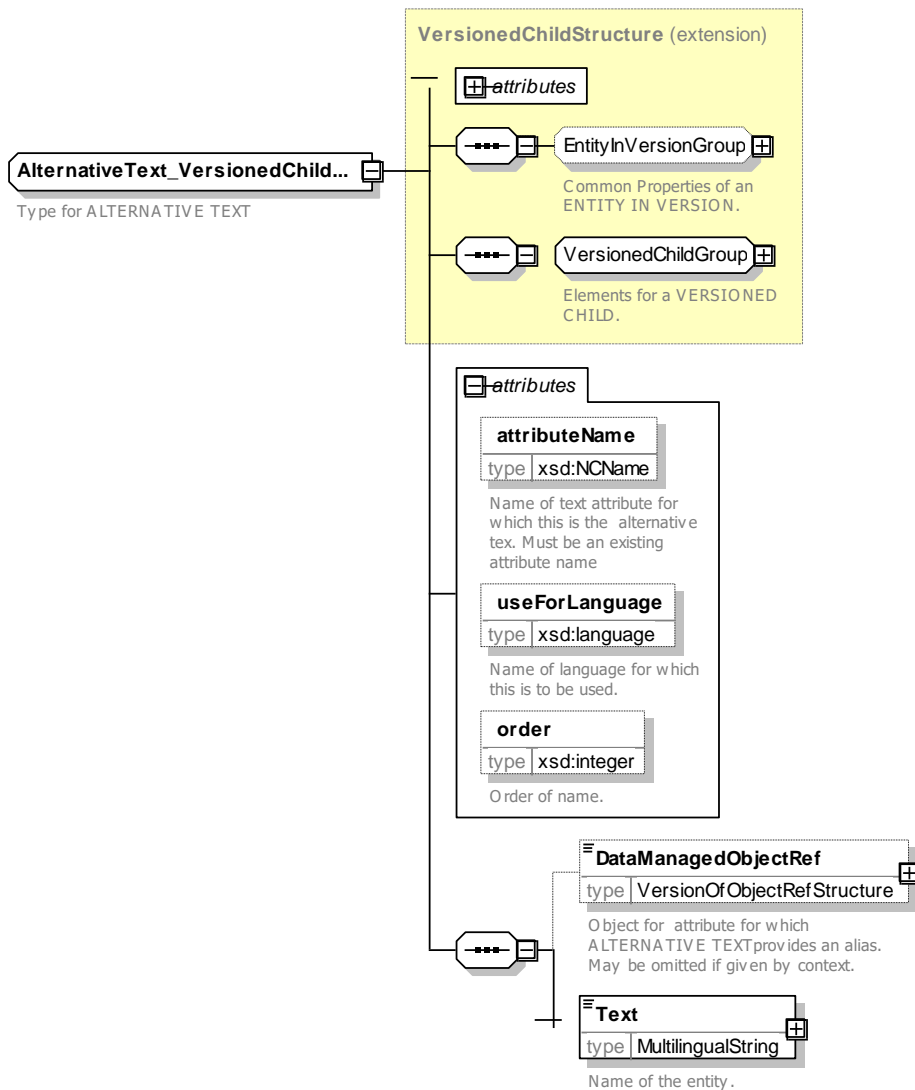 VersionedChildStructure (extension)
attributes
EntityInVersionGroup
Common Properties of an
ENTITY IN VERSION.
AlternativeText_VersionedChild...
Type for ALTERNATIVE TEXT
VersionedChildGroup
Elements for a VERSIONED
CHILD.
attributes
attributeName
type xsd:NCName
Name of text attribute for
which this is the alternative
tex. Must be an existing
attribute name
useForLanguage
type xsd:language
Name of language for which
this is to be used.
order
type xsd:integer
Order of name.
DataManagedObjectRef
type VersionOfObjectRefStructure
Object for attribute for which
ALTERNATIVE TEXTprovides an alias.
May be omitted if given by context.
Text
type MultilingualString
Name of the entity.